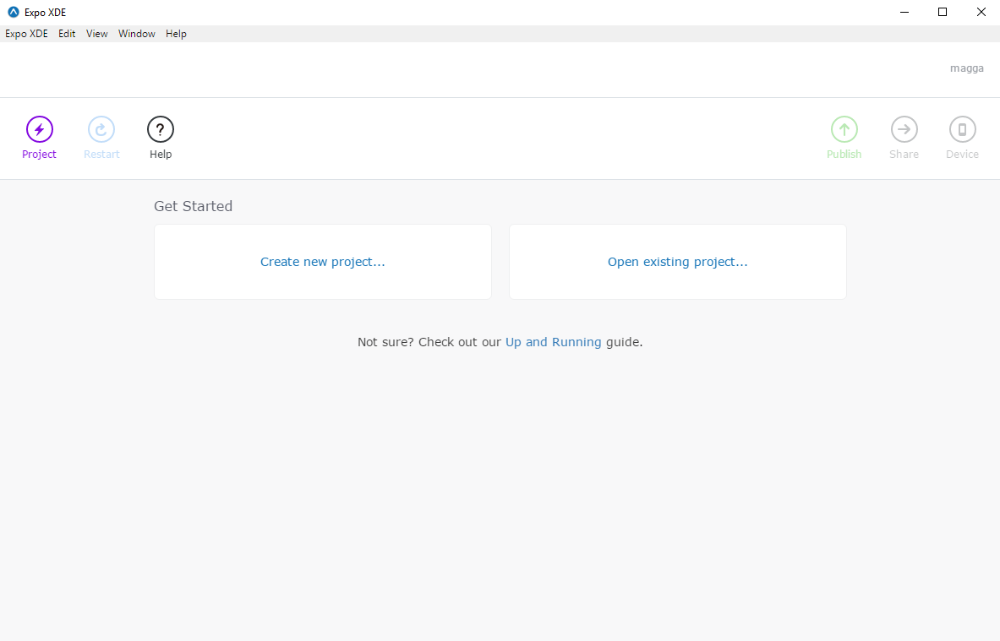 Expo XDE
Expo XDE Edit View Window Help
magga
Project Restart Help Publish Share Device
Get Started
Create new project... Open existing project...
Not sure? Check out our Up and Running guide.